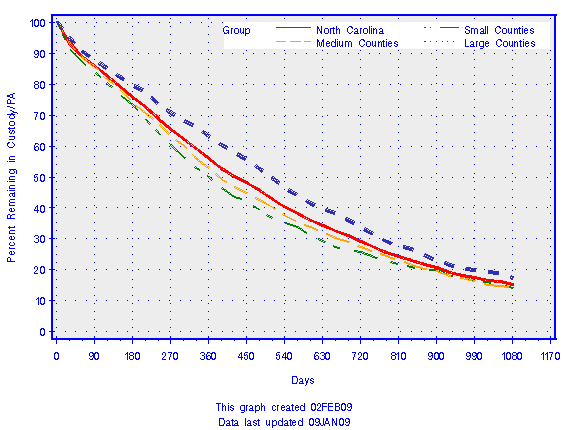 Group North Carolina Small Counties
Medium Counties Large Counties
Percent Remaining in Custody/PA
100
90
80
70
60
50
40
30
20
10
0
0 90 180 270 360 450 540 630 720 810 900 990 1080 1170
Days
This graph created 02FEB09
Data last updated 09JAN09